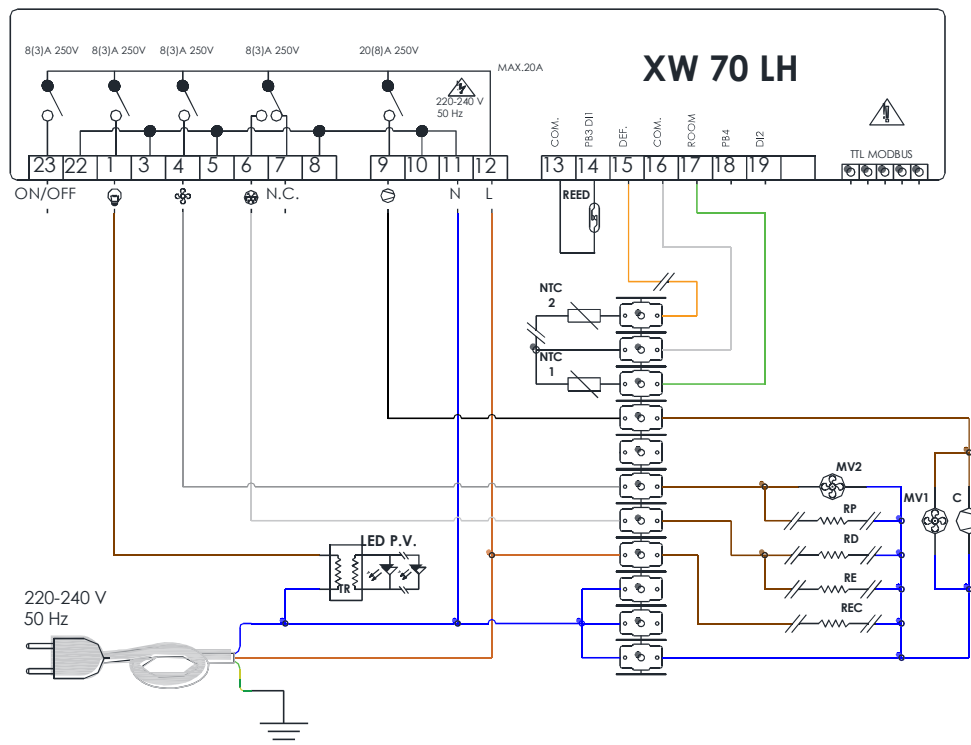 8(3)A 250V 8(3)A 250V 8(3)A 250V 8(3)A 250V 20(8)A 250V
MAX.20A
XW 70 LH
220-240 V
50 Hz
COM. PB3 DI1 DEF. COM. ROOM PB4 DI2
TTL MODBUS
23 22 1 3 4 5 6 7 8 9 10 11 12 13 14 15 16 17 18 19
ON/OFF N.C. N L
REED
NTC
2
NTC
1
MV2
MV1 C
RP
RD
RE
REC
LED P.V.
TR
220-240 V
50 Hz